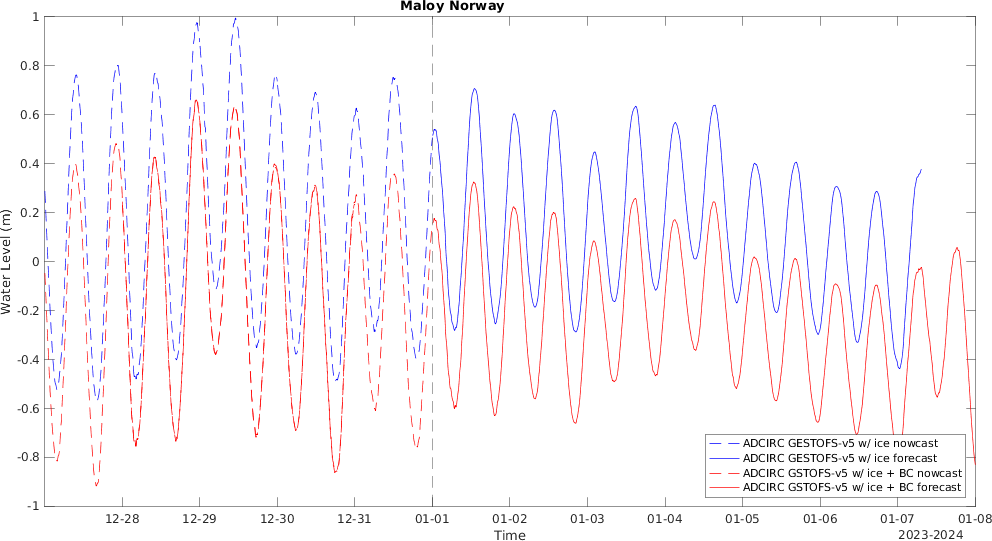 Maloy Norway
Water Level (m)
1
0.8
0.6
0.4
0.2
0
-0.2
-0.4
-0.6
-0.8
-1
ADCIRC GESTOFS-v5 w/ ice nowcast
ADCIRC GESTOFS-v5 w/ ice forecast
ADCIRC GSTOFS-v5 w/ ice + BC nowcast
ADCIRC GSTOFS-v5 w/ ice + BC forecast
12-28 12-29 12-30 12-31 01-01 01-02 01-03 01-04 01-05 01-06 01-07 01-08
Time
2023-2024